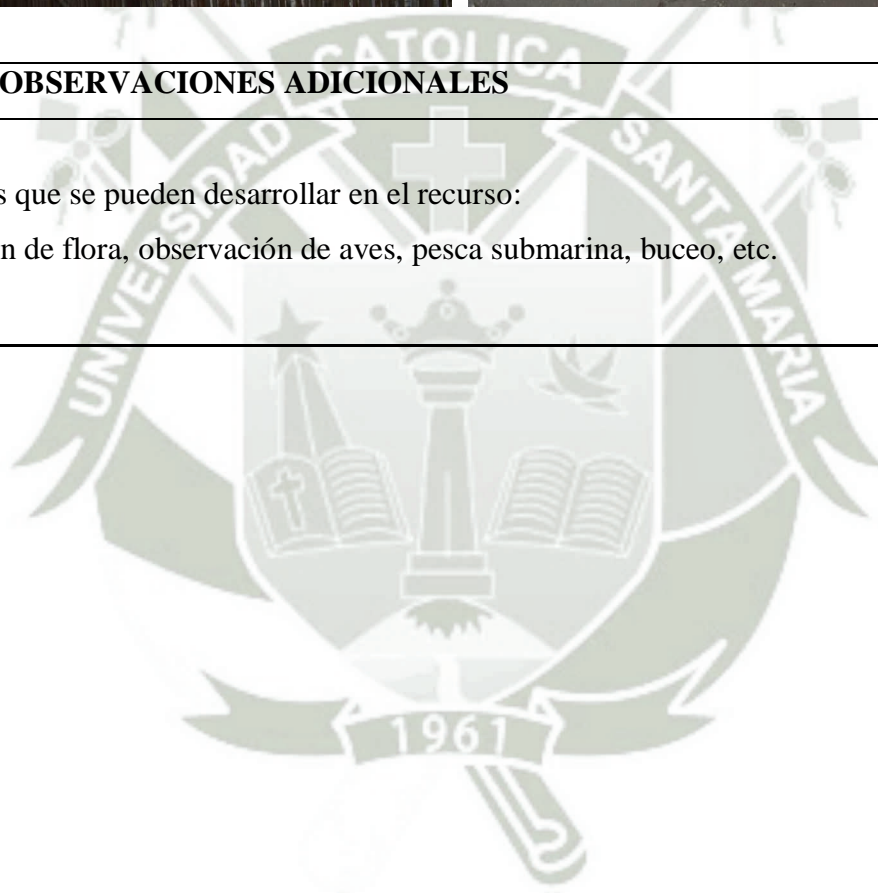 OBSERVACIONES ADICIONALES
s que se pueden desarrollar en el recurso:
n de flora, observación de aves, pesca submarina, buceo, etc.
UNIVERSIDAD CATOLICA SANTA MARIA
1961